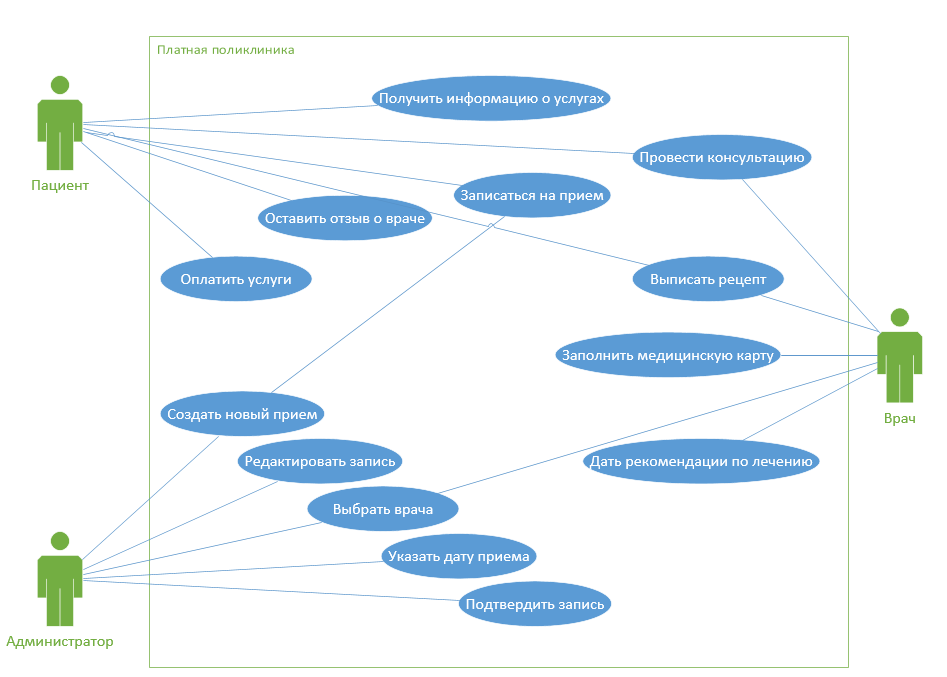 Платная поликлиника
Получить информацию о услугах
Провести консультацию
Пациент
Записаться на прием
Оставить отзыв о враче
Оплатить услуги
Выписать рецепт
Заполнить медицинскую карту
Врач
Создать новый прием
Редактировать запись
Дать рекомендации по лечению
Выбрать врача
Указать дату приема
Подтвердить запись
Администратор